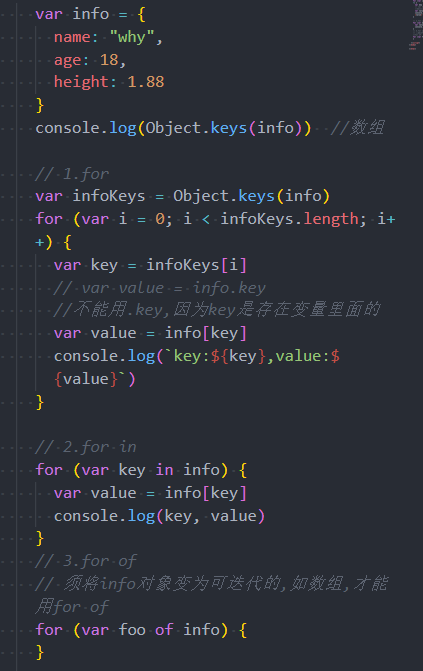 var info = {
  name: "why",
  age: 18,
  height: 1.88
}
console.log(Object.keys(info))  //数组

// 1.for
var infoKeys = Object.keys(info)
for (var i = 0; i < infoKeys.length; i+
+) {
  var key = infoKeys[i]
  // var value = info.key
  //不能用.key,因为key是存在变量里面的
  var value = info[key]
  console.log(`key:${key},value:$
  {value}`)
}

// 2.for in
for (var key in info) {
  var value = info[key]
  console.log(key, value)
}
// 3.for of
// 须将info对象变为可迭代的,如数组,才能
用for of
for (var foo of info) {
}